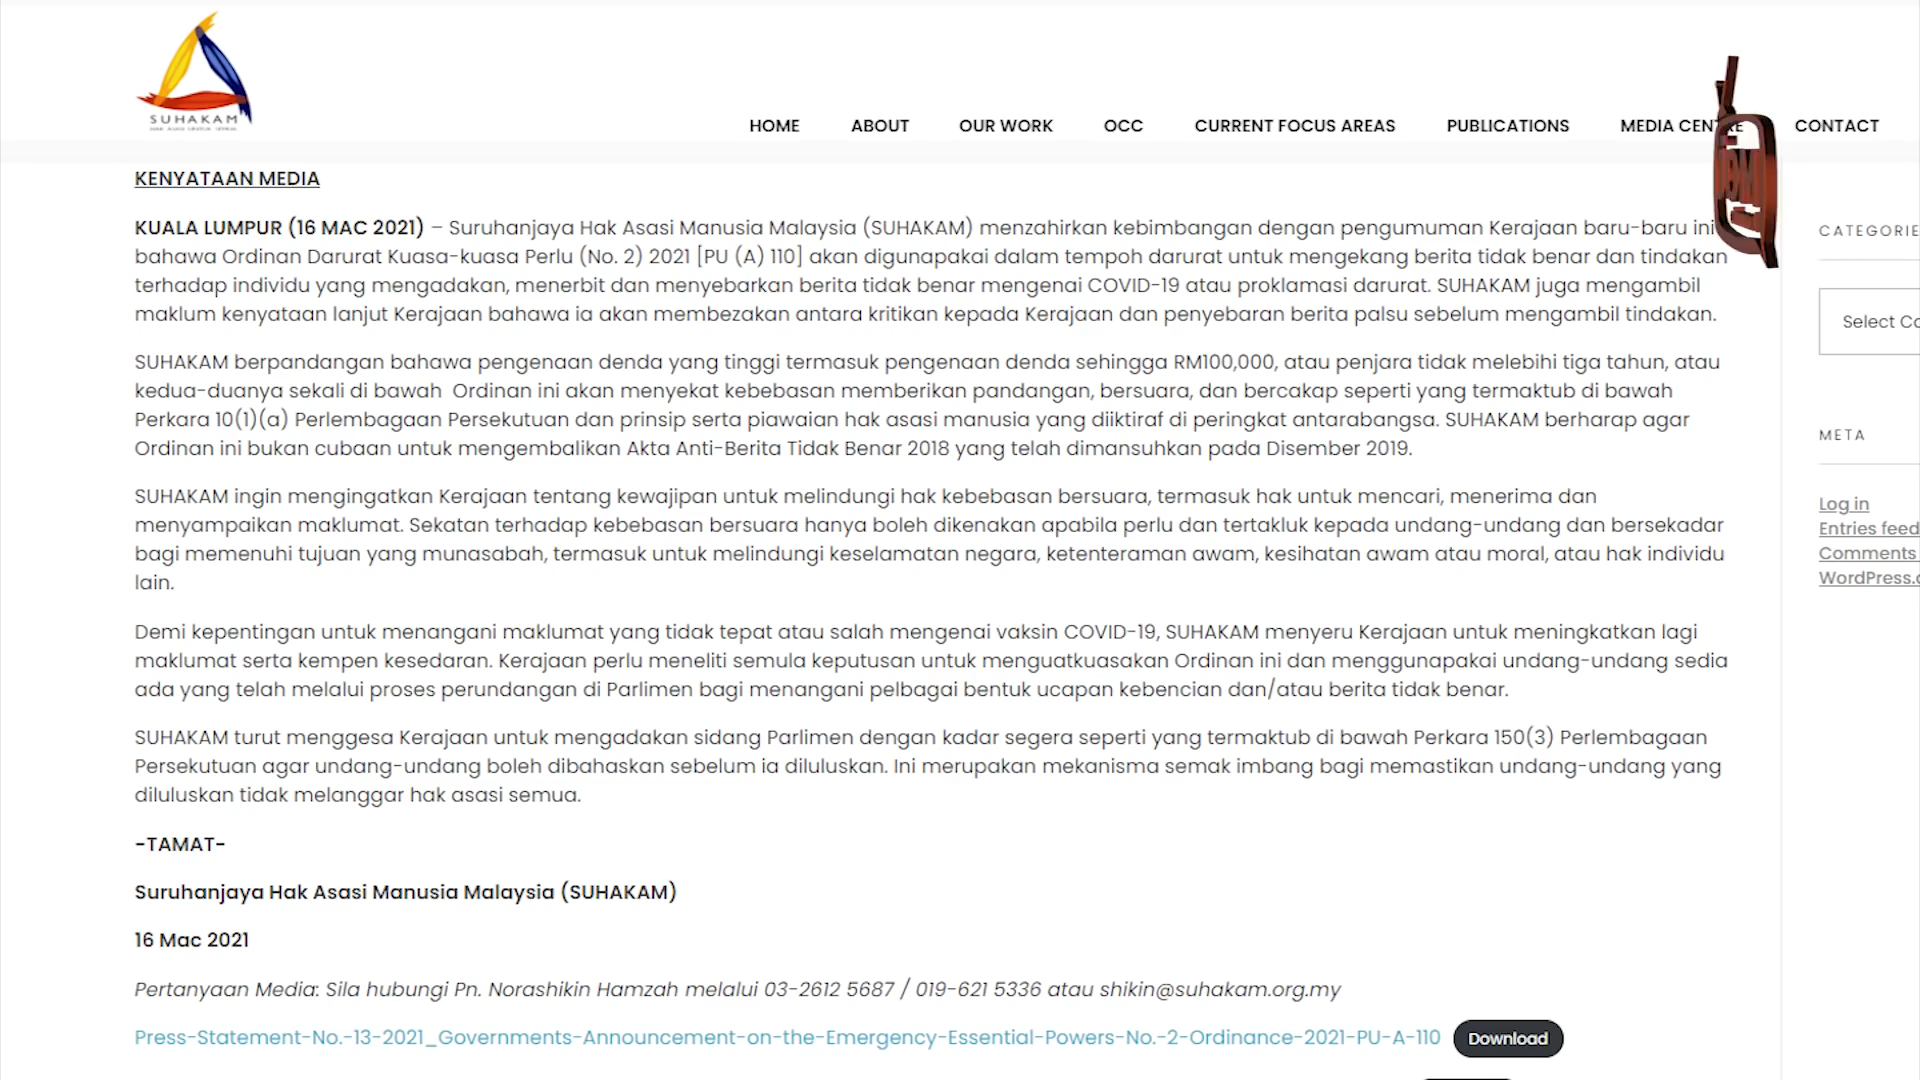 SUHAKAM
HOME ABOUT OUR WORK OCC CURRENT FOCUS AREAS PUBLICATIONS MEDIA CENTRE CONTACT
KENYATAAN MEDIA
KUALA LUMPUR (16 MAC 2021) – Suruhanjaya Hak Asasi Manusia Malaysia (SUHAKAM) menzahirkan kebimbangan dengan pengumuman Kerajaan baru-baru ini
bahawa Ordinan Darurat Kuasa-kuasa Perlu (No. 2) 2021 [PU (A) 110] akan digunapakai dalam tempoh darurat untuk mengekang berita tidak benar dan tindakan
terhadap individu yang mengadakan, menerbit dan menyebarkan berita tidak benar mengenai COVID-19 atau proklamasi darurat. SUHAKAM juga mengambil
maklum kenyataan lanjut Kerajaan bahawa ia akan membezakan antara kritikan kepada Kerajaan dan penyebaran berita palsu sebelum mengambil tindakan.
SUHAKAM berpandangan bahawa pengenaan denda yang tinggi termasuk pengenaan denda sehingga RM100,000, atau penjara tidak melebihi tiga tahun, atau
kedua-duanya sekali di bawah Ordinan ini akan menyekat kebebasan memberikan pandangan, bersuara, dan bercakap seperti yang termaktub di bawah
Perkara 10(1)(a) Perlembagaan Persekutuan dan prinsip serta piawaian hak asasi manusia yang diiktiraf di peringkat antarabangsa. SUHAKAM berharap agar
Ordinan ini bukan cubaan untuk mengembalikan Akta Anti-Berita Tidak Benar 2018 yang telah dimansuhkan pada Disember 2019.
SUHAKAM ingin mengingatkan Kerajaan tentang kewajipan untuk melindungi hak kebebasan bersuara, termasuk hak untuk mencari, menerima dan
menyampaikan maklumat. Sekatan terhadap kebebasan bersuara hanya boleh dikenakan apabila perlu dan tertakluk kepada undang-undang dan bersekadar
bagi memenuhi tujuan yang munasabah, termasuk untuk melindungi keselamatan negara, ketenteraman awam, kesihatan awam atau moral, atau hak individu
lain.
Demi kepentingan untuk menangani maklumat yang tidak tepat atau salah mengenai vaksin COVID-19, SUHAKAM menyeru Kerajaan untuk meningkatkan lagi
maklumat serta kempen kesedaran. Kerajaan perlu meneliti semula keputusan untuk menguatkuasakan Ordinan ini dan menggunapakai undang-undang sedia
ada yang telah melalui proses perundangan di Parlimen bagi menangani pelbagai bentuk ucapan kebencian dan/atau berita tidak benar.
SUHAKAM turut menggesa Kerajaan untuk mengadakan sidang Parlimen dengan kadar segera seperti yang termaktub di bawah Perkara 150(3) Perlembagaan
Persekutuan agar undang-undang boleh dibahaskan sebelum ia diluluskan. Ini merupakan mekanisma semak imbang bagi memastikan undang-undang yang
diluluskan tidak melanggar hak asasi semua.
-TAMAT-
Suruhanjaya Hak Asasi Manusia Malaysia (SUHAKAM)
16 Mac 2021
Pertanyaan Media: Sila hubungi Pn. Norashikin Hamzah melalui 03-2612 5687 / 019-621 5336 atau shikin@suhakam.org.my
Press-Statement-No.-13-2021_Governments-Announcement-on-the-Emergency-Essential-Powers-No.-2-Ordinance-2021-PU-A-110 Download
CATEGORIE
Select Co
META
Log in
Entries feed
Comments
WordPress.